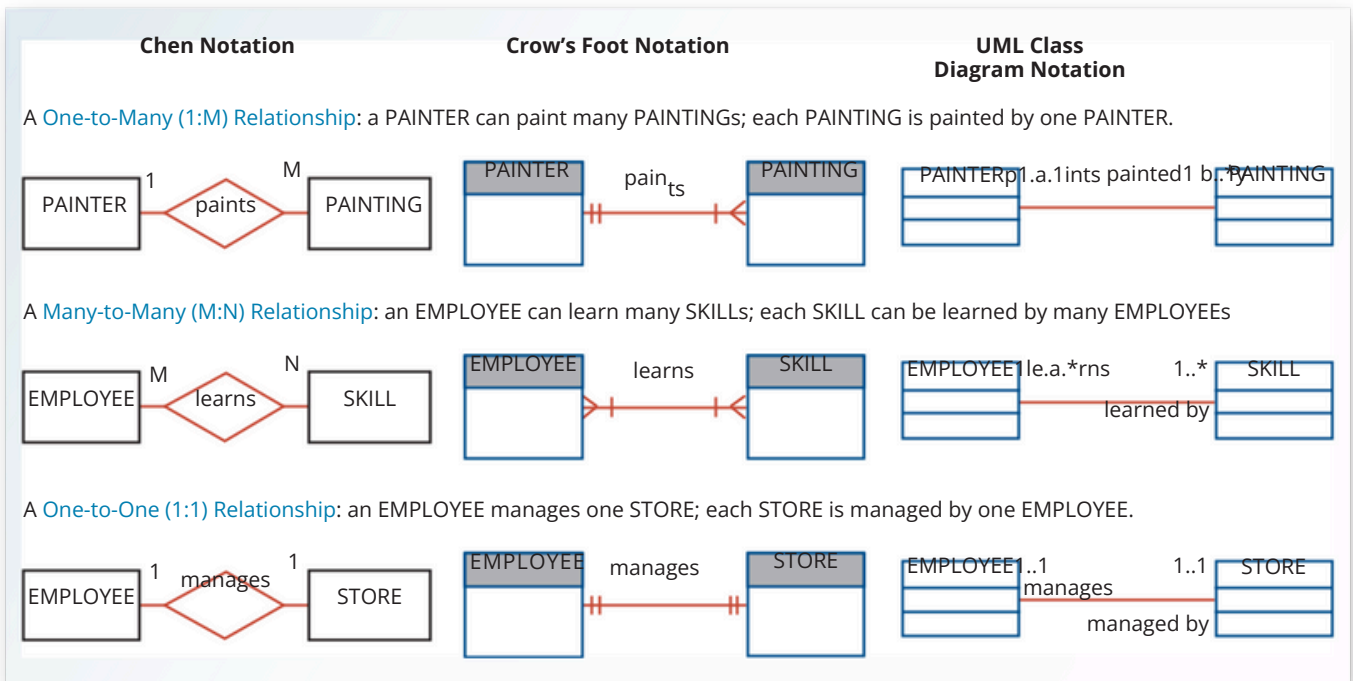 Chen Notation
Crow’s Foot Notation
UML Class
Diagram Notation
A One-to-Many (1:M) Relationship: a PAINTER can paint many PAINTINGs; each PAINTING is painted by one PAINTER.
PAINTER
1
paints
M
PAINTING
PAINTER
paints
PAINTING
PAINTER
PAINTING
A Many-to-Many (M:N) Relationship: an EMPLOYEE can learn many SKILLs; each SKILL can be learned by many EMPLOYEEs
EMPLOYEE
M
learns
N
SKILL
EMPLOYEE
learns
SKILL
EMPLOYEE
1..*
SKILL
learned by
A One-to-One (1:1) Relationship: an EMPLOYEE manages one STORE; each STORE is managed by one EMPLOYEE.
EMPLOYEE
1
manages
1
STORE
EMPLOYEE
manages
STORE
EMPLOYEE
1..1
manages
1..1
STORE
managed by